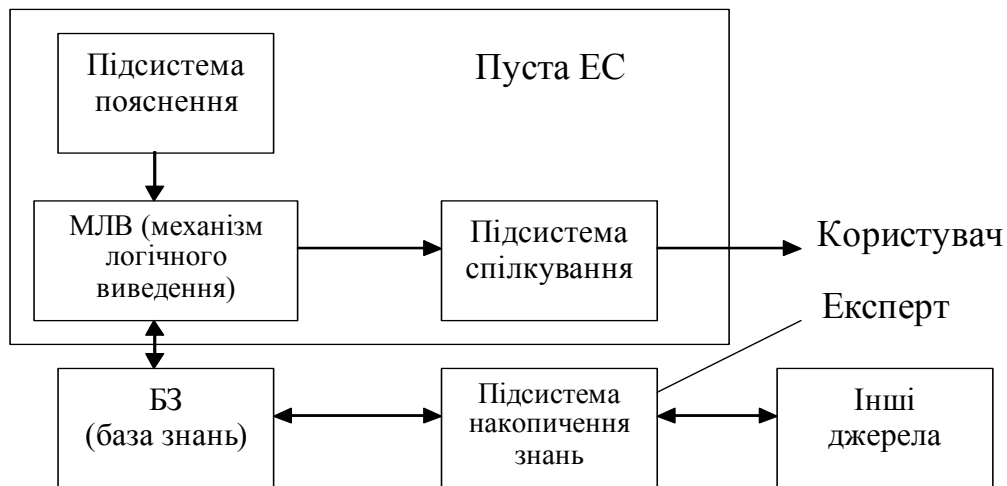 Підсистема
пояснення
Пуста ЕС
МЛВ (механізм
логічного
виведення)
Підсистема
спілкування
Користувач
Експерт
БЗ
(база знань)
Підсистема
накопичення
знань
Інші
джерела